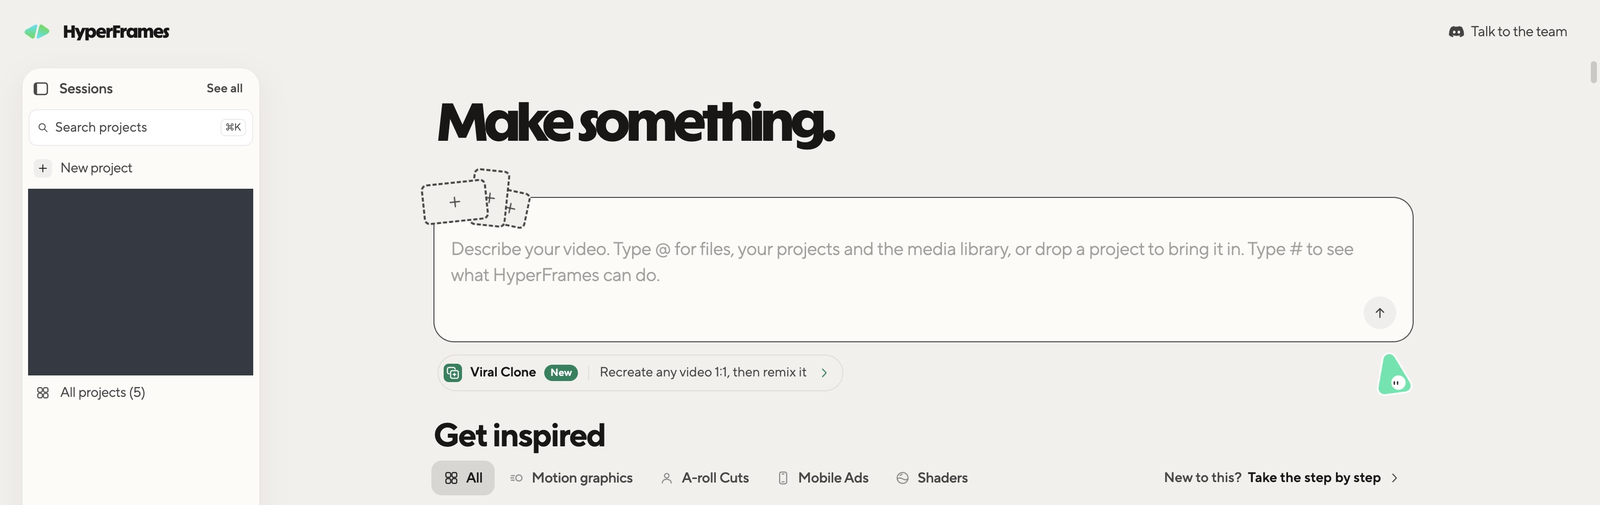 HyperFrames
Talk to the team
Sessions
See all
Search projects
⌘K
New project
All projects (5)
Make something.
Describe your video. Type @ for files, your projects and the media library, or drop a project to bring it in. Type # to see
what HyperFrames can do.
Viral Clone
New
Recreate any video 1:1, then remix it
Get inspired
All
Motion graphics
A-roll Cuts
Mobile Ads
Shaders
New to this? Take the step by step